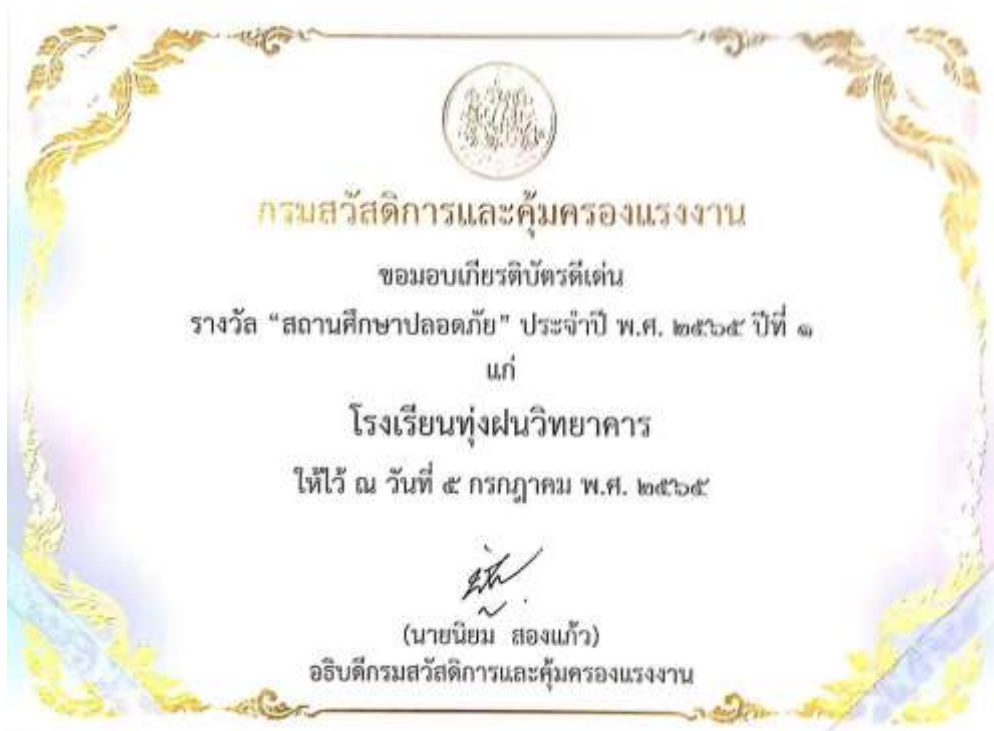 กรมสวัสดิการและคุ้มครองแรงงาน
ขอมอบเกียรติบัตรดีเด่น
รางวัล “สถานศึกษาปลอดภัย” ประจำปี พ.ศ. ๒๕๖๕ ปีที่ ๑
แก่
โรงเรียนทุ่งฝนวิทยาคาร
ให้ไว้ ณ วันที่ ๕ กรกฎาคม พ.ศ. ๒๕๖๕
(นายนิยม สองแก้ว)
อธิบดีกรมสวัสดิการและคุ้มครองแรงงาน